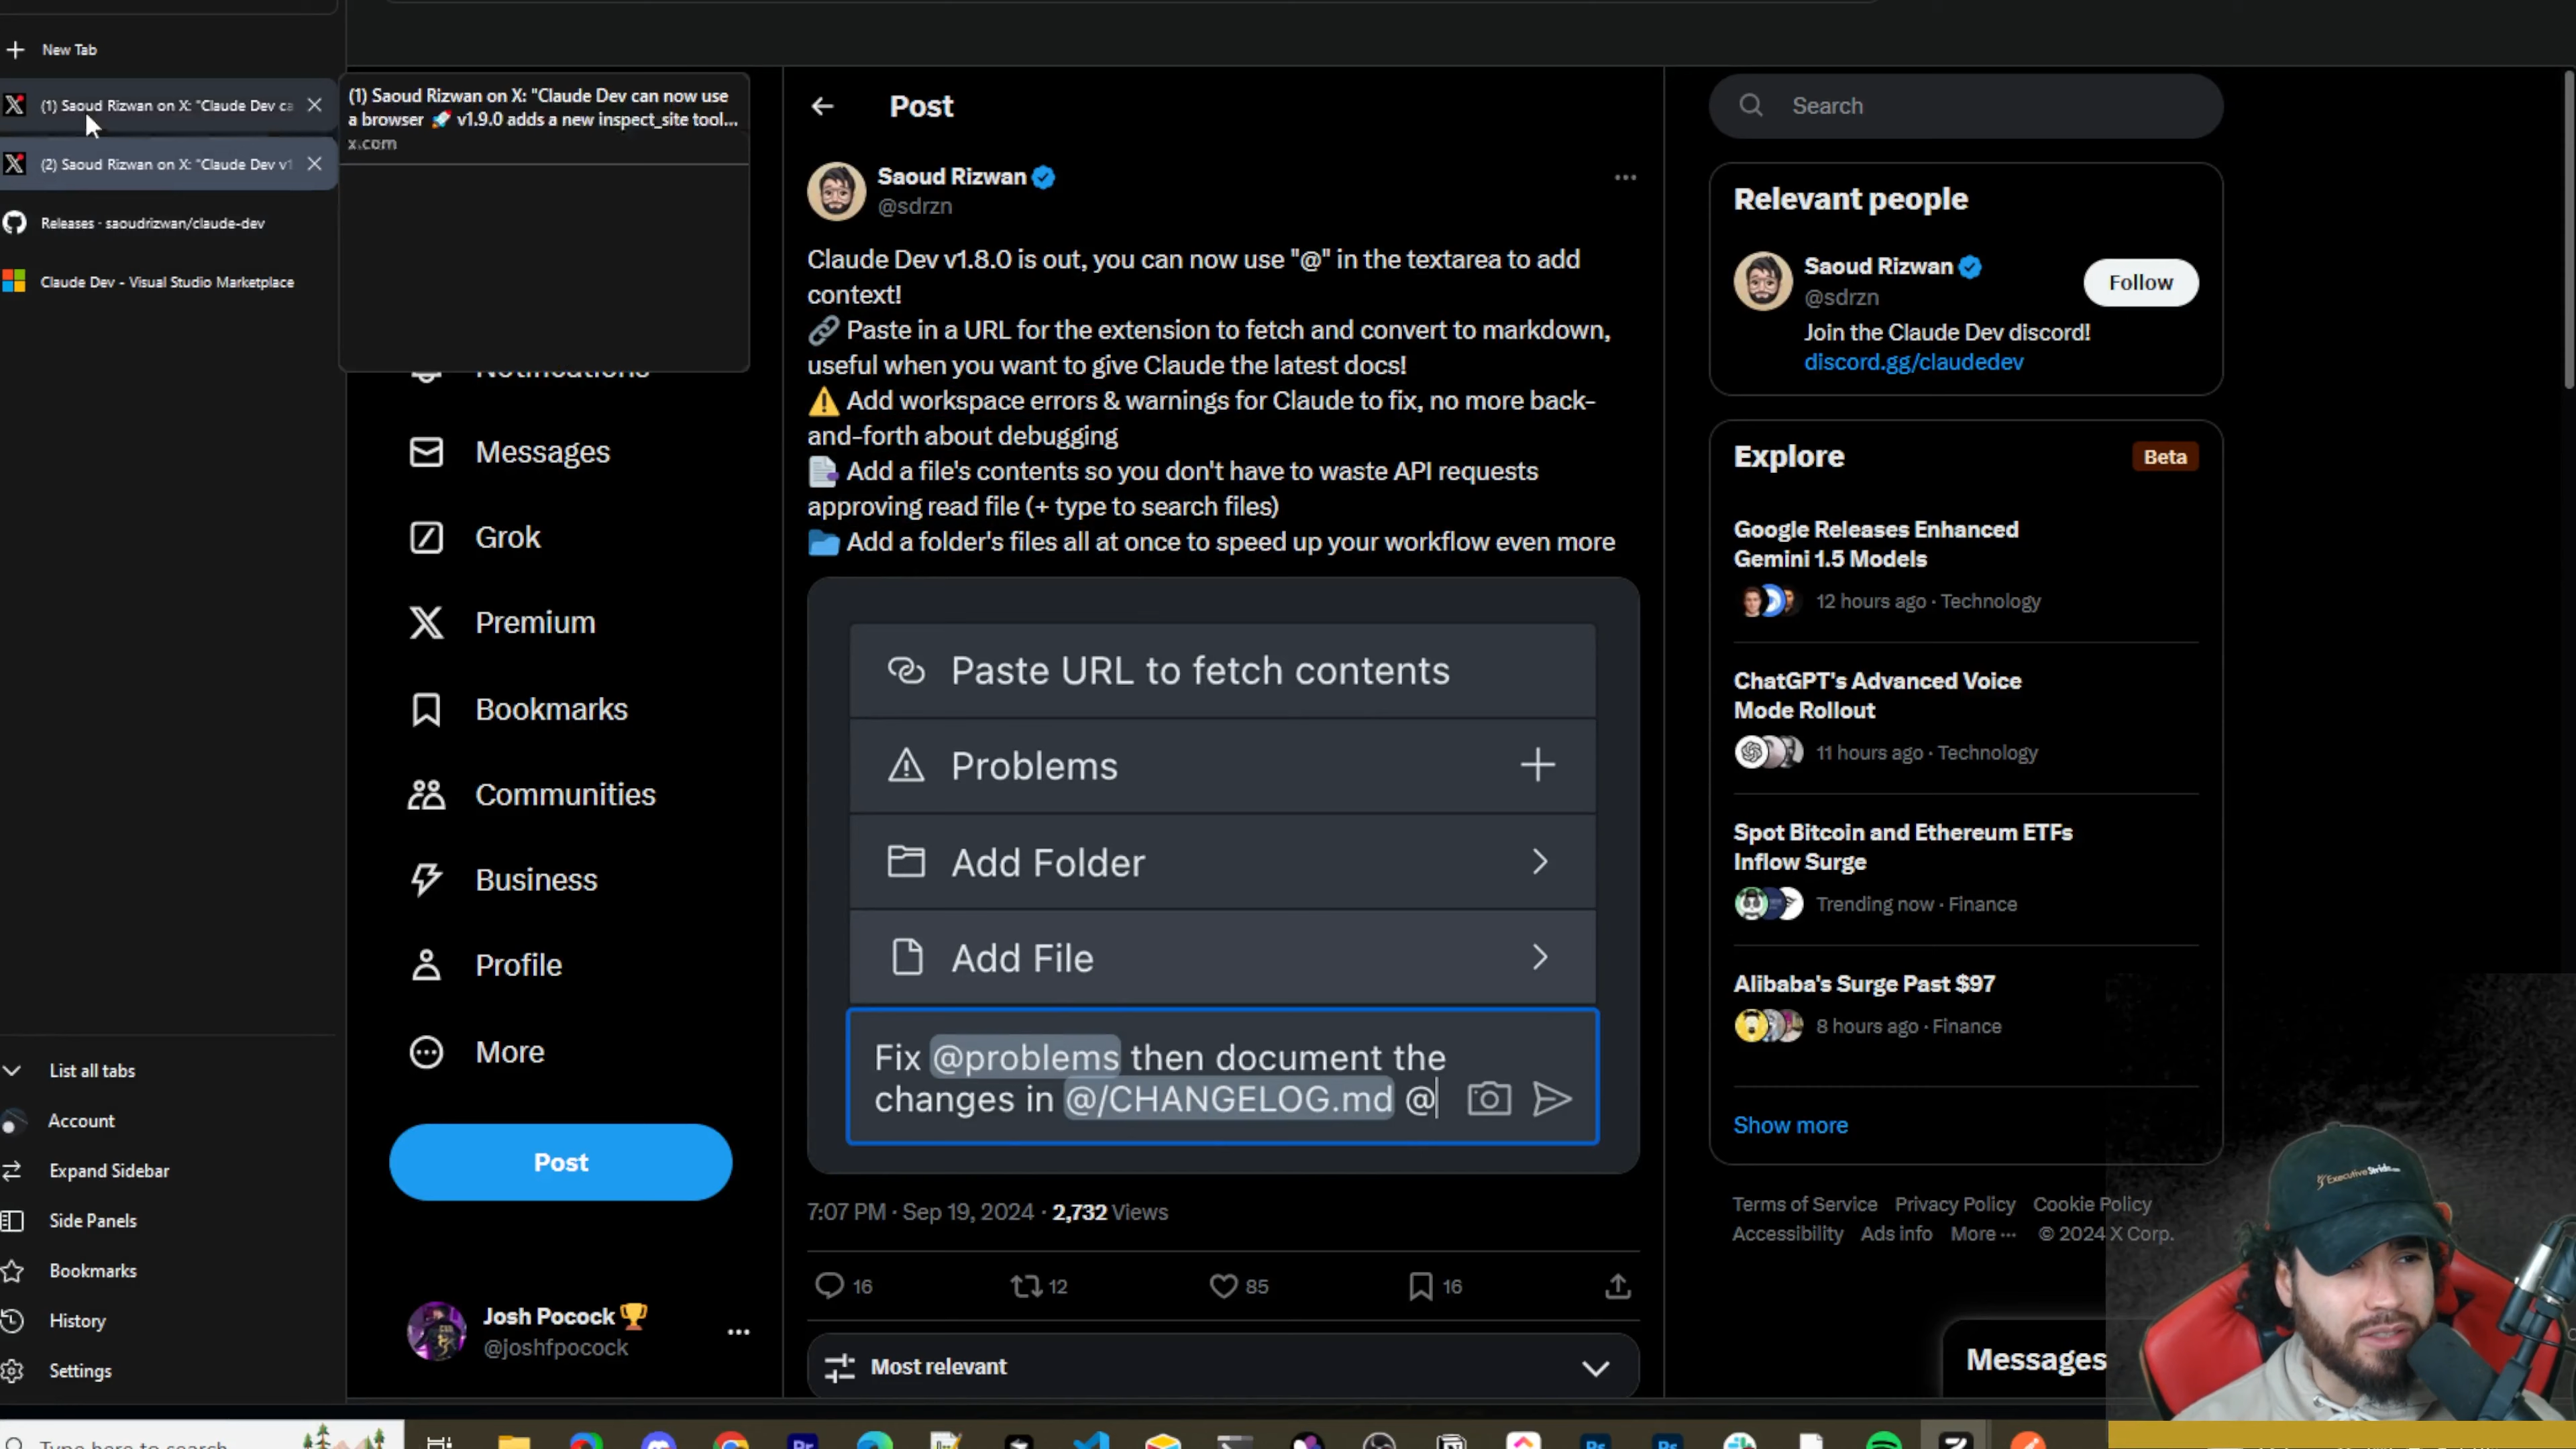 New Tab
(1) Saoud Rizwan on X: "Claude Dev ca
(2) Saoud Rizwan on X: "Claude Dev v1
Releases · saoudrizwan/claude-dev
Claude Dev - Visual Studio Marketplace
(1) Saoud Rizwan on X: "Claude Dev can now use
a browser 🚀 v1.9.0 adds a new inspect_site tool...
x.com
Notifications
Messages
Grok
Premium
Bookmarks
Communities
Business
Profile
More
Post
Josh Pocock 🏆
@joshfpocock
List all tabs
Account
Expand Sidebar
Side Panels
Bookmarks
History
Settings
Type here to search
Post
Saoud Rizwan
@sdrzn
Claude Dev v1.8.0 is out, you can now use "@" in the textarea to add
context!
🔗 Paste in a URL for the extension to fetch and convert to markdown,
useful when you want to give Claude the latest docs!
⚠️ Add workspace errors & warnings for Claude to fix, no more back-
and-forth about debugging
📄 Add a file's contents so you don't have to waste API requests
approving read file (+ type to search files)
📁 Add a folder's files all at once to speed up your workflow even more
Paste URL to fetch contents
Problems
Add Folder
Add File
Fix @problems then document the
changes in @/CHANGELOG.md @
7:07 PM · Sep 19, 2024 · 2,732 Views
16
12
85
16
Most relevant
Search
Relevant people
Saoud Rizwan
@sdrzn
Follow
Join the Claude Dev discord!
discord.gg/claudedev
Explore
Beta
Google Releases Enhanced
Gemini 1.5 Models
12 hours ago · Technology
ChatGPT's Advanced Voice
Mode Rollout
11 hours ago · Technology
Spot Bitcoin and Ethereum ETFs
Inflow Surge
Trending now · Finance
Alibaba's Surge Past $97
8 hours ago · Finance
Show more
Terms of Service Privacy Policy Cookie Policy
Accessibility Ads info More ··· © 2024 X Corp.
Messages
ExecutiveStride
Pr
Ps
Ps